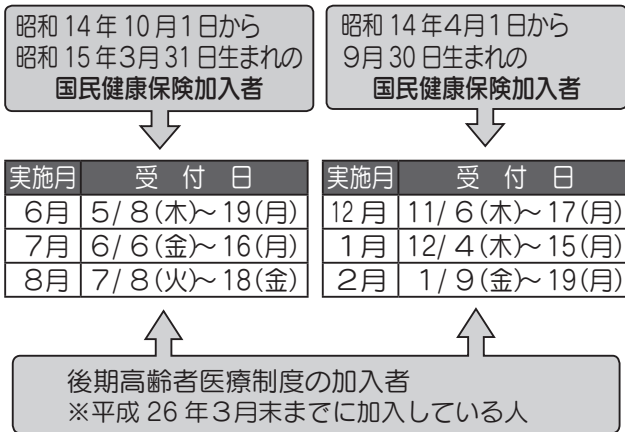 昭和14年10月1日から
昭和15年3月31日生まれの
国民健康保険加入者
昭和14年4月1日から
9月30日生まれの
国民健康保険加入者
実施月 受付日
6月 5/8(木)~19(月)
7月 6/6(金)~16(月)
8月 7/8(火)~18(金)
実施月 受付日
12月 11/6(木)~17(月)
1月 12/4(木)~15(月)
2月 1/9(金)~19(月)
後期高齢者医療制度の加入者
※平成26年3月末までに加入している人